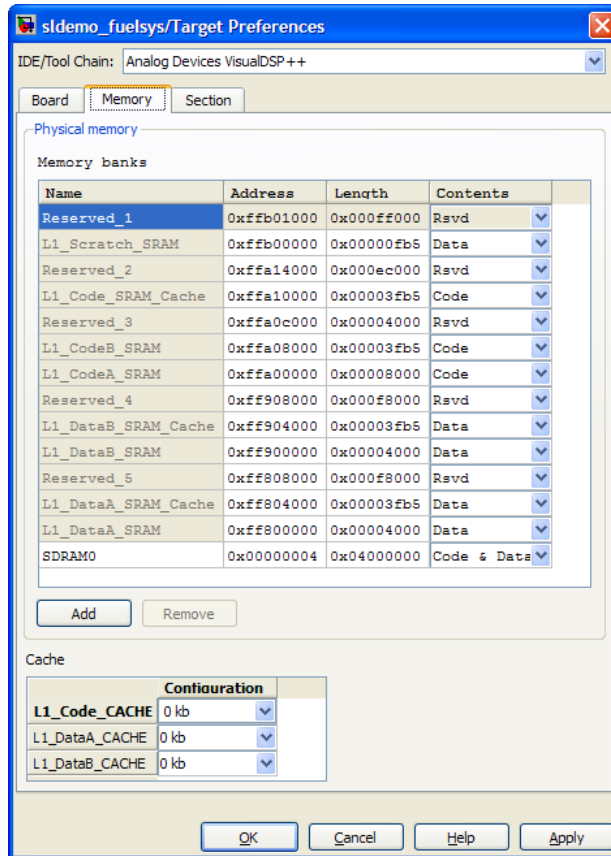 sldemo_fuelsys/Target Preferences
IDE/Tool Chain: Analog Devices VisualDSP++
Board Memory Section
Physical memory
Memory banks
Name Address Length Contents
Reserved_1 0xffb01000 0x000ff000 Rsvd
L1_Scratch_SRAM 0xffb00000 0x00000fb5 Data
Reserved_2 0xffa14000 0x000ec000 Rsvd
L1_Code_SRAM_Cache 0xffa10000 0x00003fb5 Code
Reserved_3 0xffa0c000 0x00004000 Rsvd
L1_CodeB_SRAM 0xffa08000 0x00003fb5 Code
L1_CodeA_SRAM 0xffa00000 0x00008000 Code
Reserved_4 0xff908000 0x000f8000 Rsvd
L1_DataB_SRAM_Cache 0xff904000 0x00003fb5 Data
L1_DataB_SRAM 0xff900000 0x00004000 Data
Reserved_5 0xff808000 0x000f8000 Rsvd
L1_DataA_SRAM_Cache 0xff804000 0x00003fb5 Data
L1_DataA_SRAM 0xff800000 0x00004000 Data
SDRAM0 0x00000004 0x04000000 Code & Data
Add Remove
Cache
Configuration
L1_Code_CACHE 0 kb
L1_DataA_CACHE 0 kb
L1_DataB_CACHE 0 kb
OK Cancel Help Apply